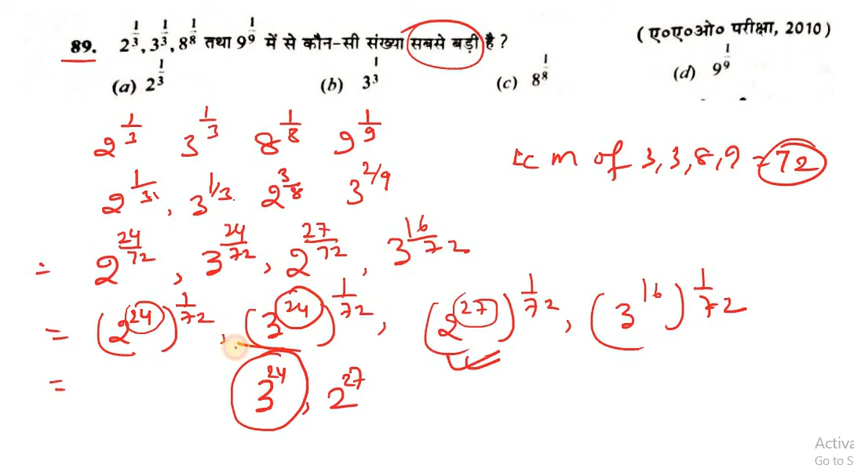 89. 2^{1/3}, 3^{1/3}, 8^{1/8} तथा 9^{1/9} में से कौन-सी संख्या सबसे बड़ी है ? (ए०ए०ओ० परीक्षा, 2010)
(a) 2^{1/3} (b) 3^{1/3} (c) 8^{1/8} (d) 9^{1/9}
2^{1/3} 3^{1/3} 8^{1/8} 9^{1/9}
LC m of 3,3,8,9 = 72
2^{1/3}, 3^{1/3}. 2^{3/8} 3^{2/9}
= 2^{24/72}, 3^{24/72}, 2^{27/72}, 3^{16/72}
= (2^{24})^{1/72}, (3^{24})^{1/72}, (2^{27})^{1/72}, (3^{16})^{1/72}
= 3^{24}, 2^{27}
Activa
Go to S